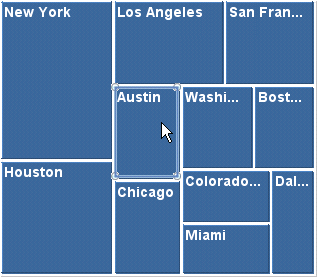 New York
Los Angeles
San Fran...
Austin
Washi...
Bost...
Houston
Chicago
Colorado...
Dal...
Miami